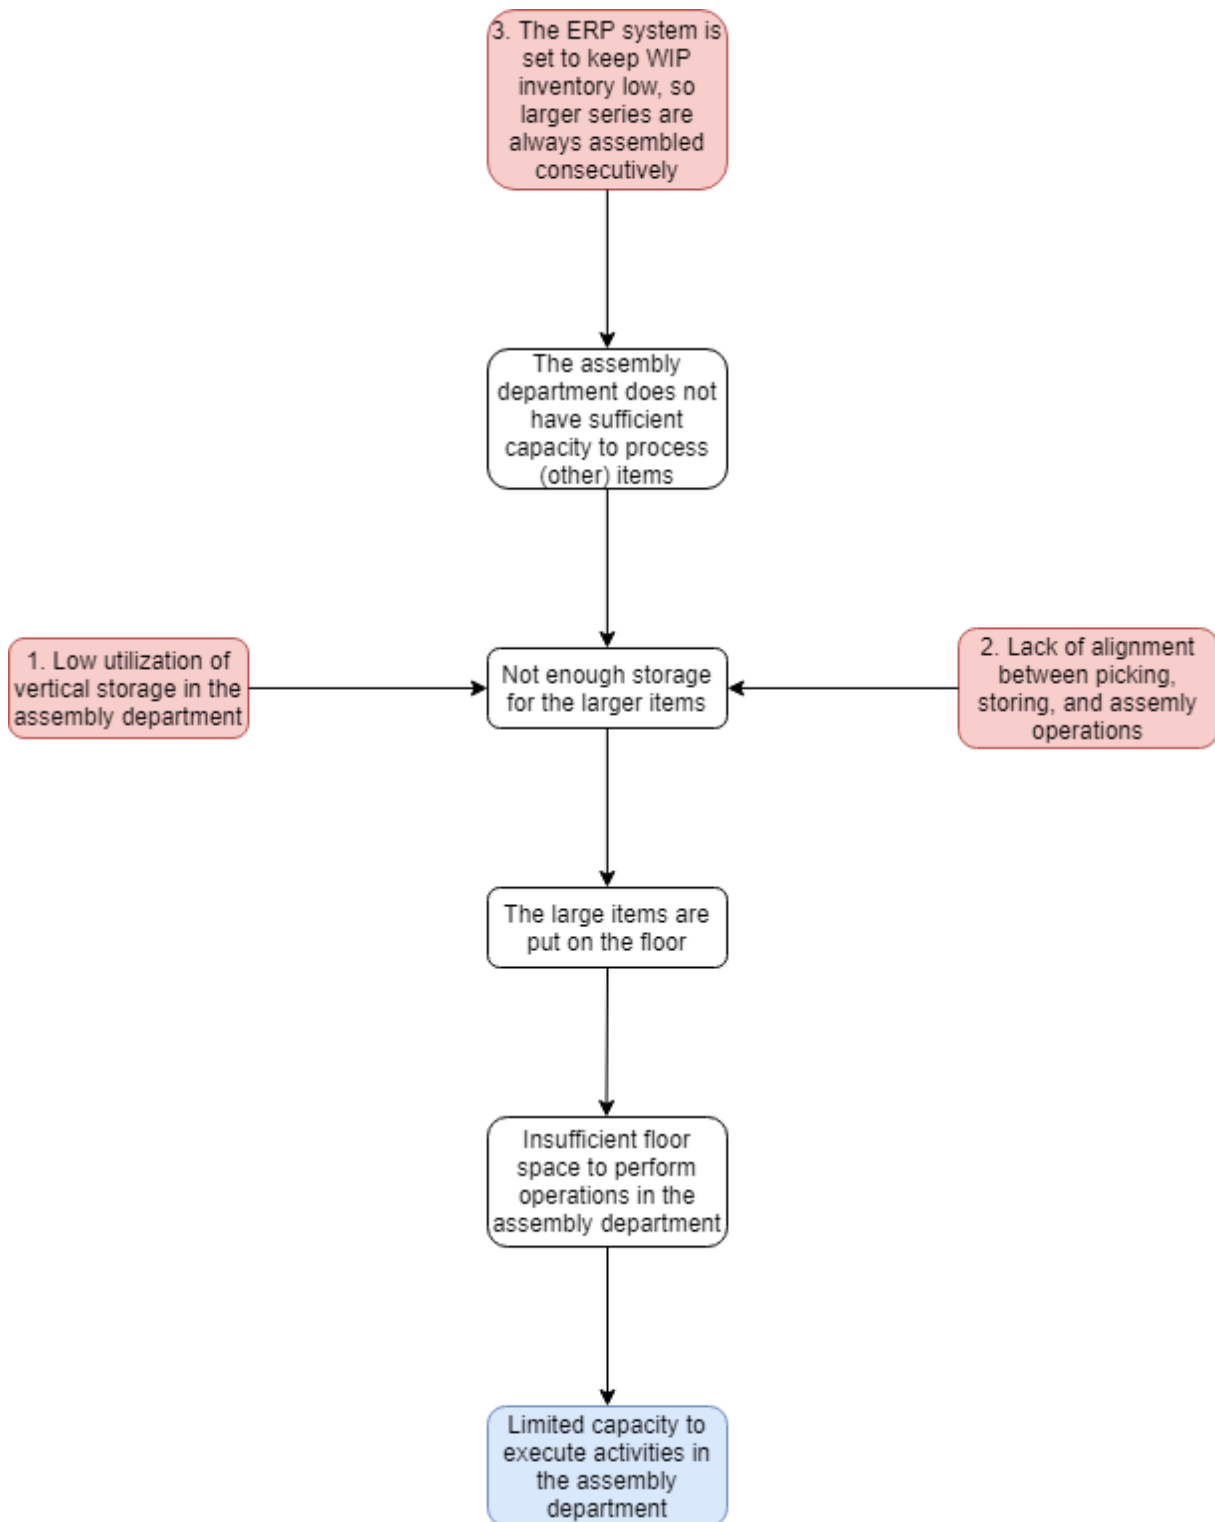 3. The ERP system is
set to keep WIP
inventory low, so
larger series are
always assembled
consecutively
The assembly
department does not
have sufficient
capacity to process
(other) items
1. Low utilization of
vertical storage in the
assembly department
Not enough storage
for the larger items
2. Lack of alignment
between picking,
storing, and assemly
operations
The large items are
put on the floor
Insufficient floor
space to perform
operations in the
assembly department
Limited capacity to
execute activities in
the assembly
department